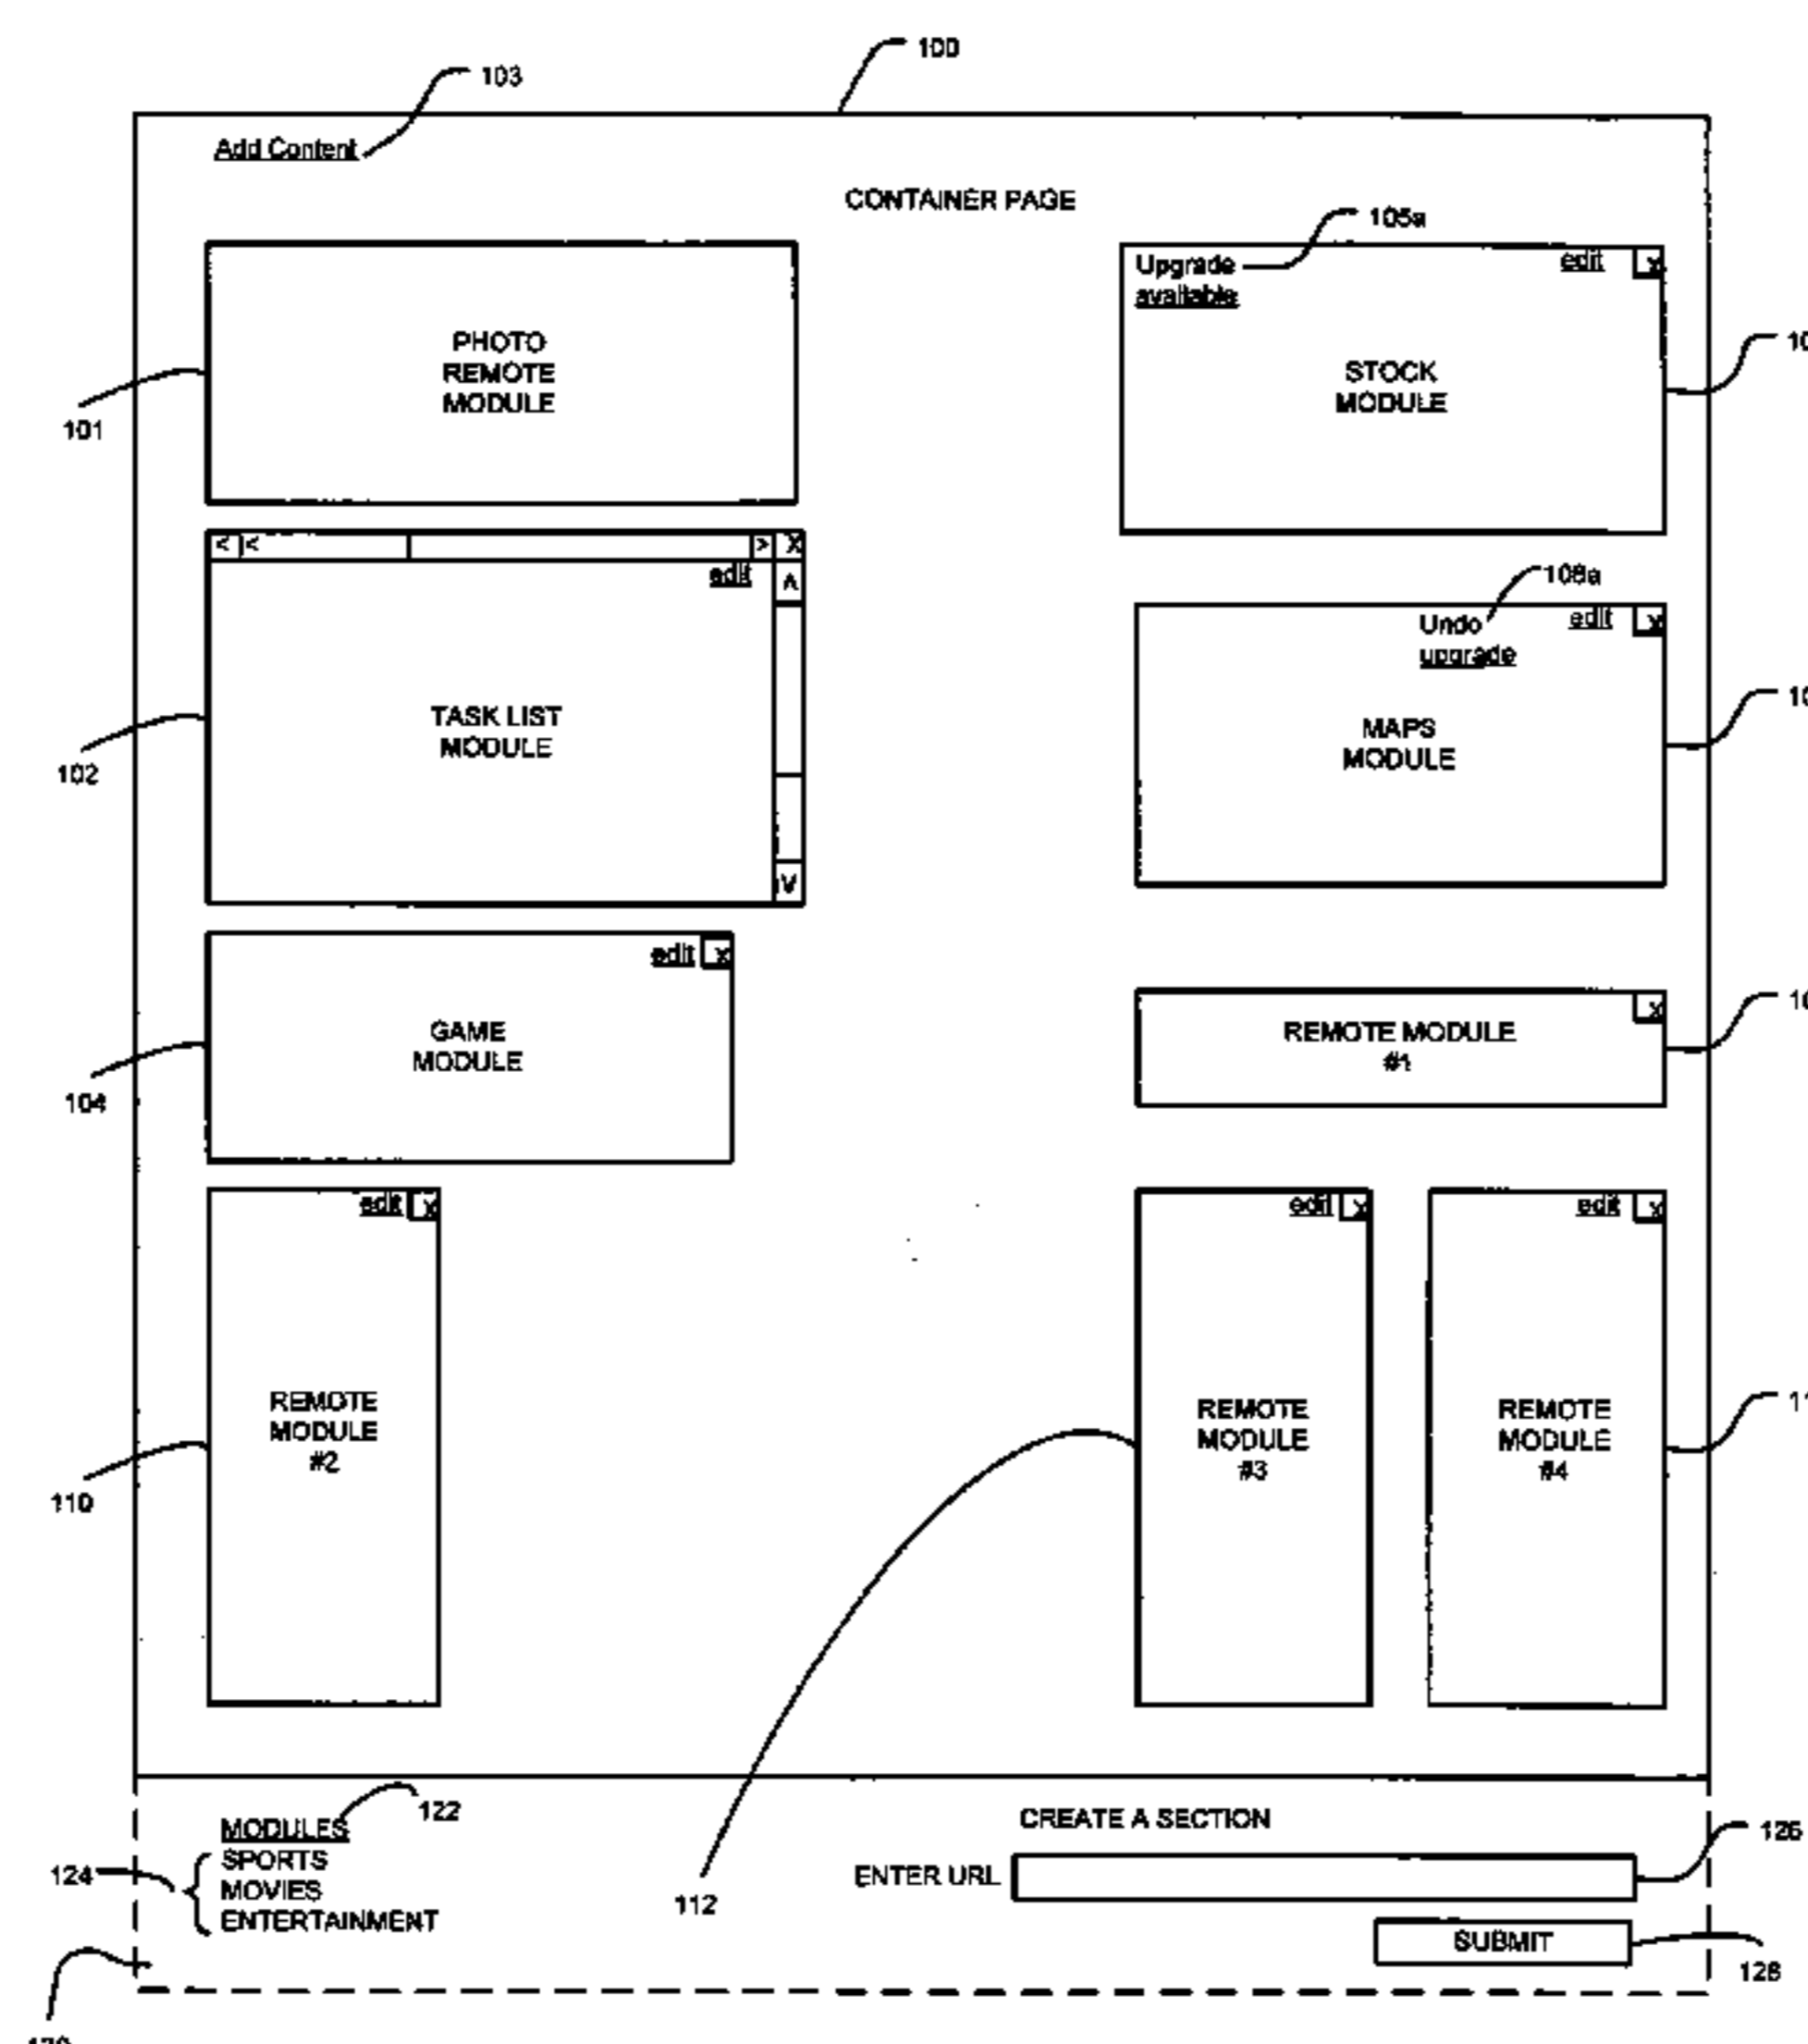 100
103
Add Content
CONTAINER PAGE
105a
Upgrade
available
edit
X
PHOTO
REMOTE
MODULE
STOCK
MODULE
101
< |< > X
edit
^
V
TASK LIST
MODULE
102
106a
Undo
upgrade
edit
X
MAPS
MODULE
edit
X
GAME
MODULE
104
X
REMOTE MODULE
#1
edit
X
REMOTE
MODULE
#2
110
edit
X
REMOTE
MODULE
#3
edit
X
REMOTE
MODULE
#4
112
122
MODULES
SPORTS
MOVIES
ENTERTAINMENT
124
CREATE A SECTION
ENTER URL
126
SUBMIT
128